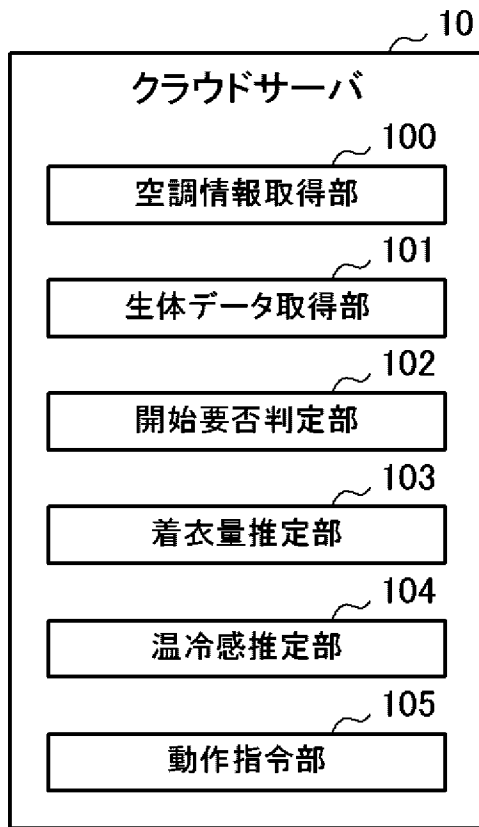 10
クラウドサーバ
100
空調情報取得部
101
生体データ取得部
102
開始要否判定部
103
着衣量推定部
104
温冷感推定部
105
動作指令部